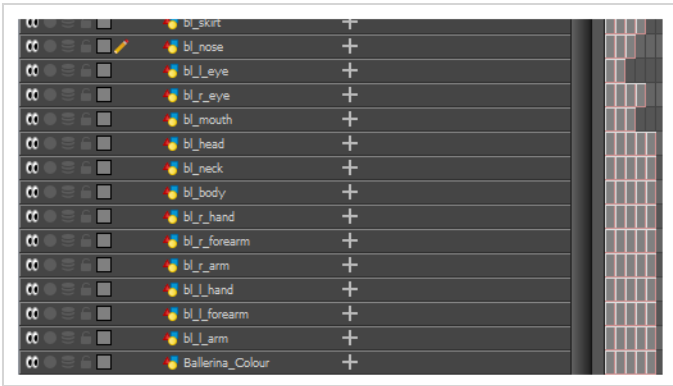 bl_skirt
bl_nose
bl_l_eye
bl_r_eye
bl_mouth
bl_head
bl_neck
bl_body
bl_r_hand
bl_r_forearm
bl_r_arm
bl_l_hand
bl_l_forearm
bl_l_arm
Ballerina_Colour